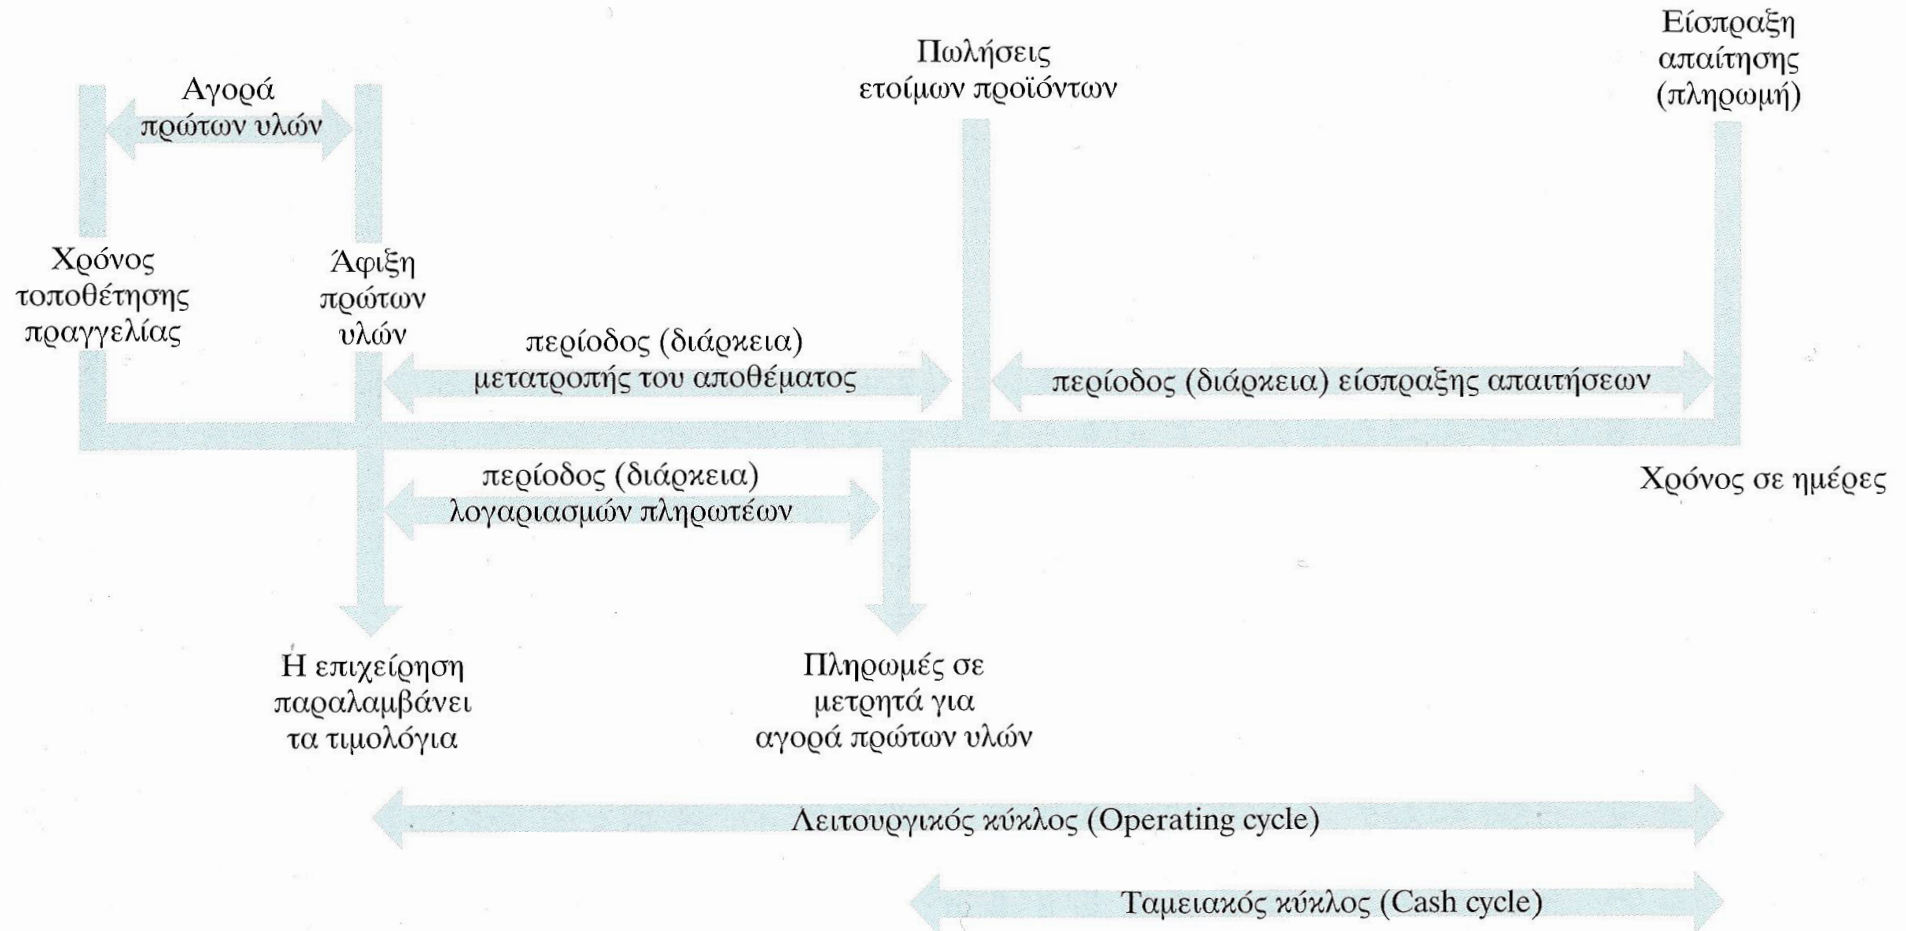 Αγορά
πρώτων υλών
Πωλήσεις
ετοίμων προϊόντων
Είσπραξη
απαίτησης
(πληρωμή)
Χρόνος
τοποθέτησης
πραγγελίας
Άφιξη
πρώτων
υλών
περίοδος (διάρκεια)
μετατροπής του αποθέματος
περίοδος (διάρκεια) είσπραξης απαιτήσεων
περίοδος (διάρκεια)
λογαριασμών πληρωτέων
Χρόνος σε ημέρες
Η επιχείρηση
παραλαμβάνει
τα τιμολόγια
Πληρωμές σε
μετρητά για
αγορά πρώτων υλών
Λειτουργικός κύκλος (Operating cycle)
Ταμειακός κύκλος (Cash cycle)